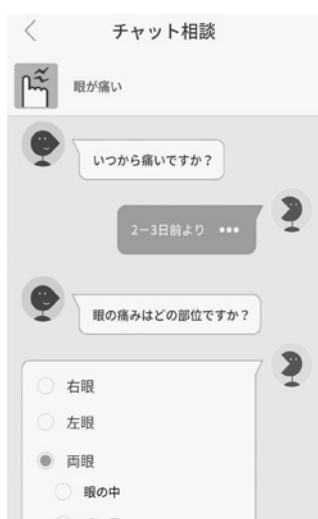 チャット相談
眼が痛い
いつから痛いですか？
2ー3日前より •••
眼の痛みはどの部位ですか？
右眼
左眼
両眼
眼の中